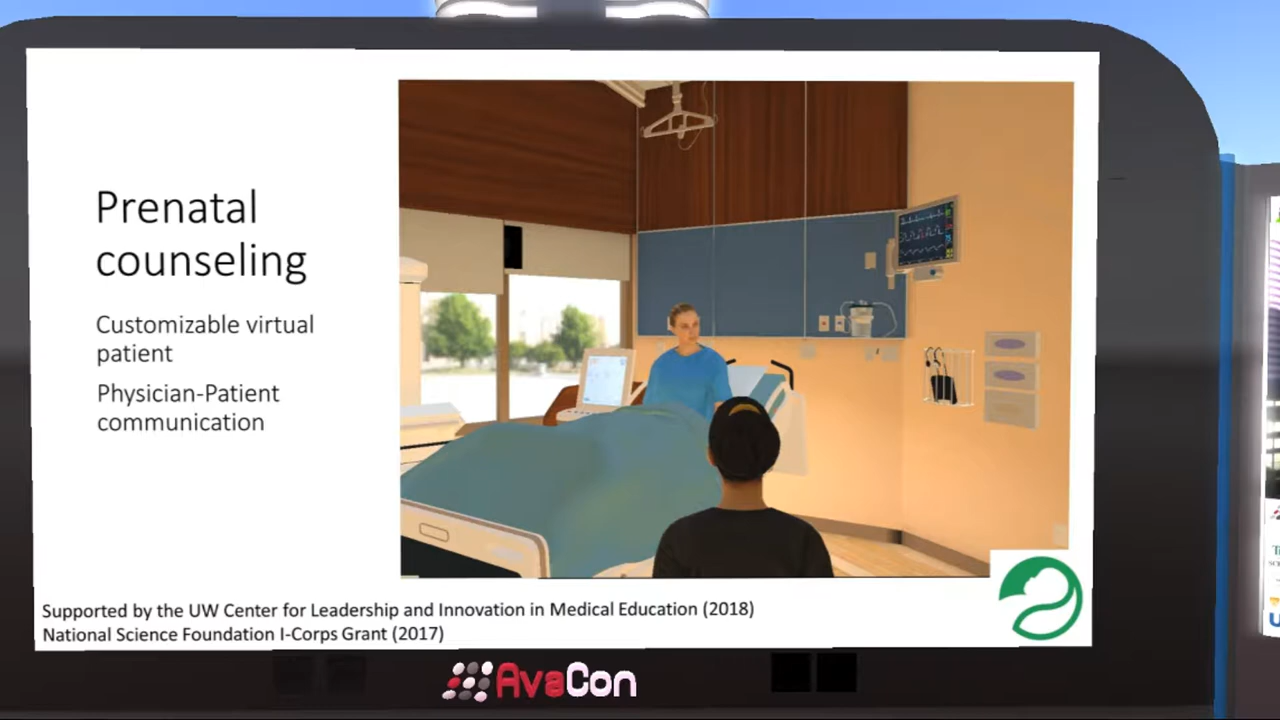 Prenatal
counseling
Customizable virtual
patient
Physician-Patient
communication
Supported by the UW Center for Leadership and Innovation in Medical Education (2018)
National Science Foundation I-Corps Grant (2017)
AvaCon